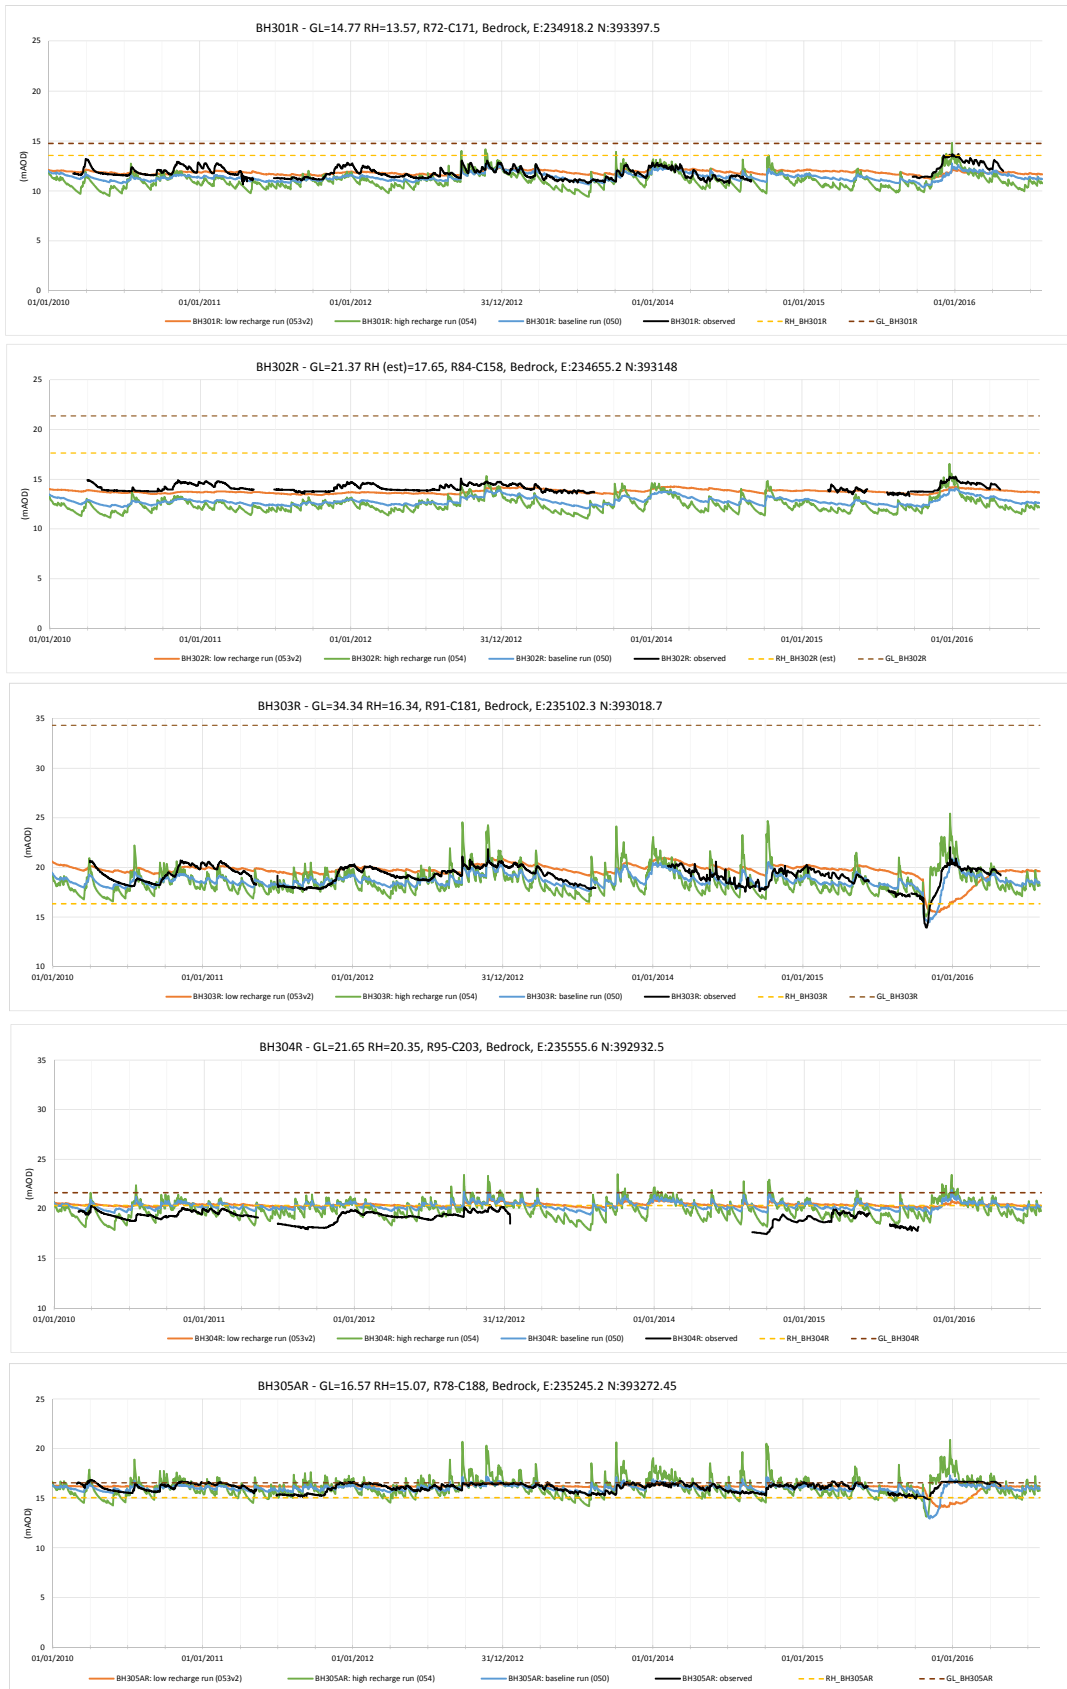 BH301R - GL=14.77 RH=13.57, R72-C171, Bedrock, E:234918.2 N:393397.5
25
20
15
10
5
0
(mAOD)
01/01/2010 01/01/2011 01/01/2012 31/12/2012 01/01/2014 01/01/2015 01/01/2016
BH301R: low recharge run (053v2) BH301R: high recharge run (054) BH301R: baseline run (050) BH301R: observed RH_BH301R GL_BH301R
BH302R - GL=21.37 RH (est)=17.65, R84-C158, Bedrock, E:234655.2 N:393148
25
20
15
10
5
0
(mAOD)
01/01/2010 01/01/2011 01/01/2012 31/12/2012 01/01/2014 01/01/2015 01/01/2016
BH302R: low recharge run (053v2) BH302R: high recharge run (054) BH302R: baseline run (050) BH302R: observed RH_BH302R (est) GL_BH302R
BH303R - GL=34.34 RH=16.34, R91-C181, Bedrock, E:235102.3 N:393018.7
35
30
25
20
15
10
(mAOD)
01/01/2010 01/01/2011 01/01/2012 31/12/2012 01/01/2014 01/01/2015 01/01/2016
BH303R: low recharge run (053v2) BH303R: high recharge run (054) BH303R: baseline run (050) BH303R: observed RH_BH303R GL_BH303R
BH304R - GL=21.65 RH=20.35, R95-C203, Bedrock, E:235555.6 N:392932.5
35
30
25
20
15
10
(mAOD)
01/01/2010 01/01/2011 01/01/2012 31/12/2012 01/01/2014 01/01/2015 01/01/2016
BH304R: low recharge run (053v2) BH304R: high recharge run (054) BH304R: baseline run (050) BH304R: observed RH_BH304R GL_BH304R
BH305AR - GL=16.57 RH=15.07, R78-C188, Bedrock, E:235245.2 N:393272.45
25
20
15
10
5
0
(mAOD)
01/01/2010 01/01/2011 01/01/2012 31/12/2012 01/01/2014 01/01/2015 01/01/2016
BH305AR: low recharge run (053v2) BH305AR: high recharge run (054) BH305AR: baseline run (050) BH305AR: observed RH_BH305AR GL_BH305AR